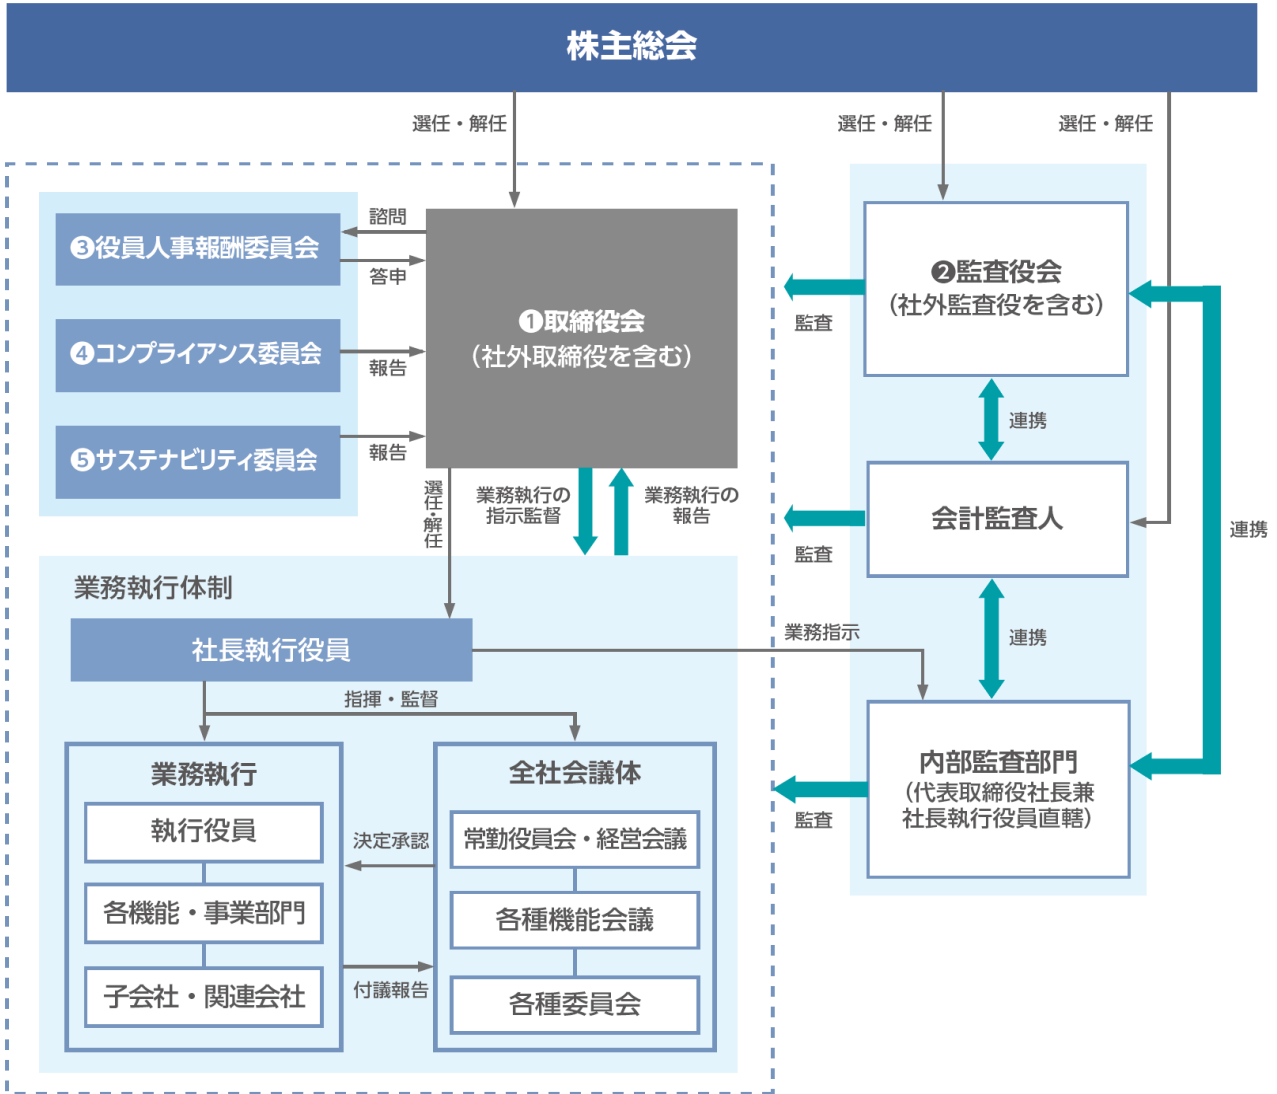 株主総会
選任・解任
選任・解任
選任・解任
❸役員人事報酬委員会
諮問
答申
❹コンプライアンス委員会
報告
❺サステナビリティ委員会
報告
❶取締役会
（社外取締役を含む）
❷監査役会
（社外監査役を含む）
監査
連携
会計監査人
監査
連携
連携
選任・解任
業務執行の
指示監督
業務執行の
報告
業務執行体制
社長執行役員
業務指示
指揮・監督
内部監査部門
（代表取締役社長兼
社長執行役員直轄）
監査
業務執行
執行役員
各機能・事業部門
子会社・関連会社
決定承認
付議報告
全社会議体
常勤役員会・経営会議
各種機能会議
各種委員会